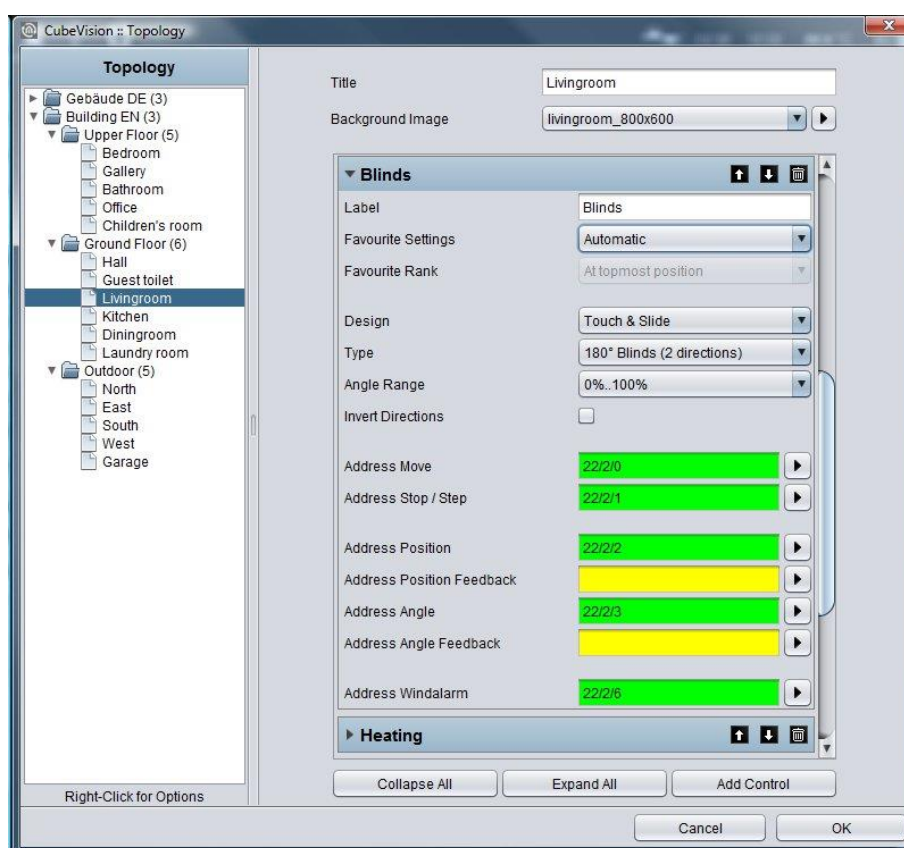 CubeVision :: Topology
Topology
Gebäude DE (3)
Building EN (3)
Upper Floor (5)
Bedroom
Gallery
Bathroom
Office
Children's room
Ground Floor (6)
Hall
Guest toilet
Livingroom
Kitchen
Diningroom
Laundry room
Outdoor (5)
North
East
South
West
Garage
Right-Click for Options
Title Livingroom
Background Image livingroom_800x600
Blinds
Label Blinds
Favourite Settings Automatic
Favourite Rank At topmost position
Design Touch & Slide
Type 180° Blinds (2 directions)
Angle Range 0%..100%
Invert Directions
Address Move 22/2/0
Address Stop / Step 22/2/1
Address Position 22/2/2
Address Position Feedback
Address Angle 22/2/3
Address Angle Feedback
Address Windalarm 22/2/6
Heating
Collapse All Expand All Add Control
Cancel OK